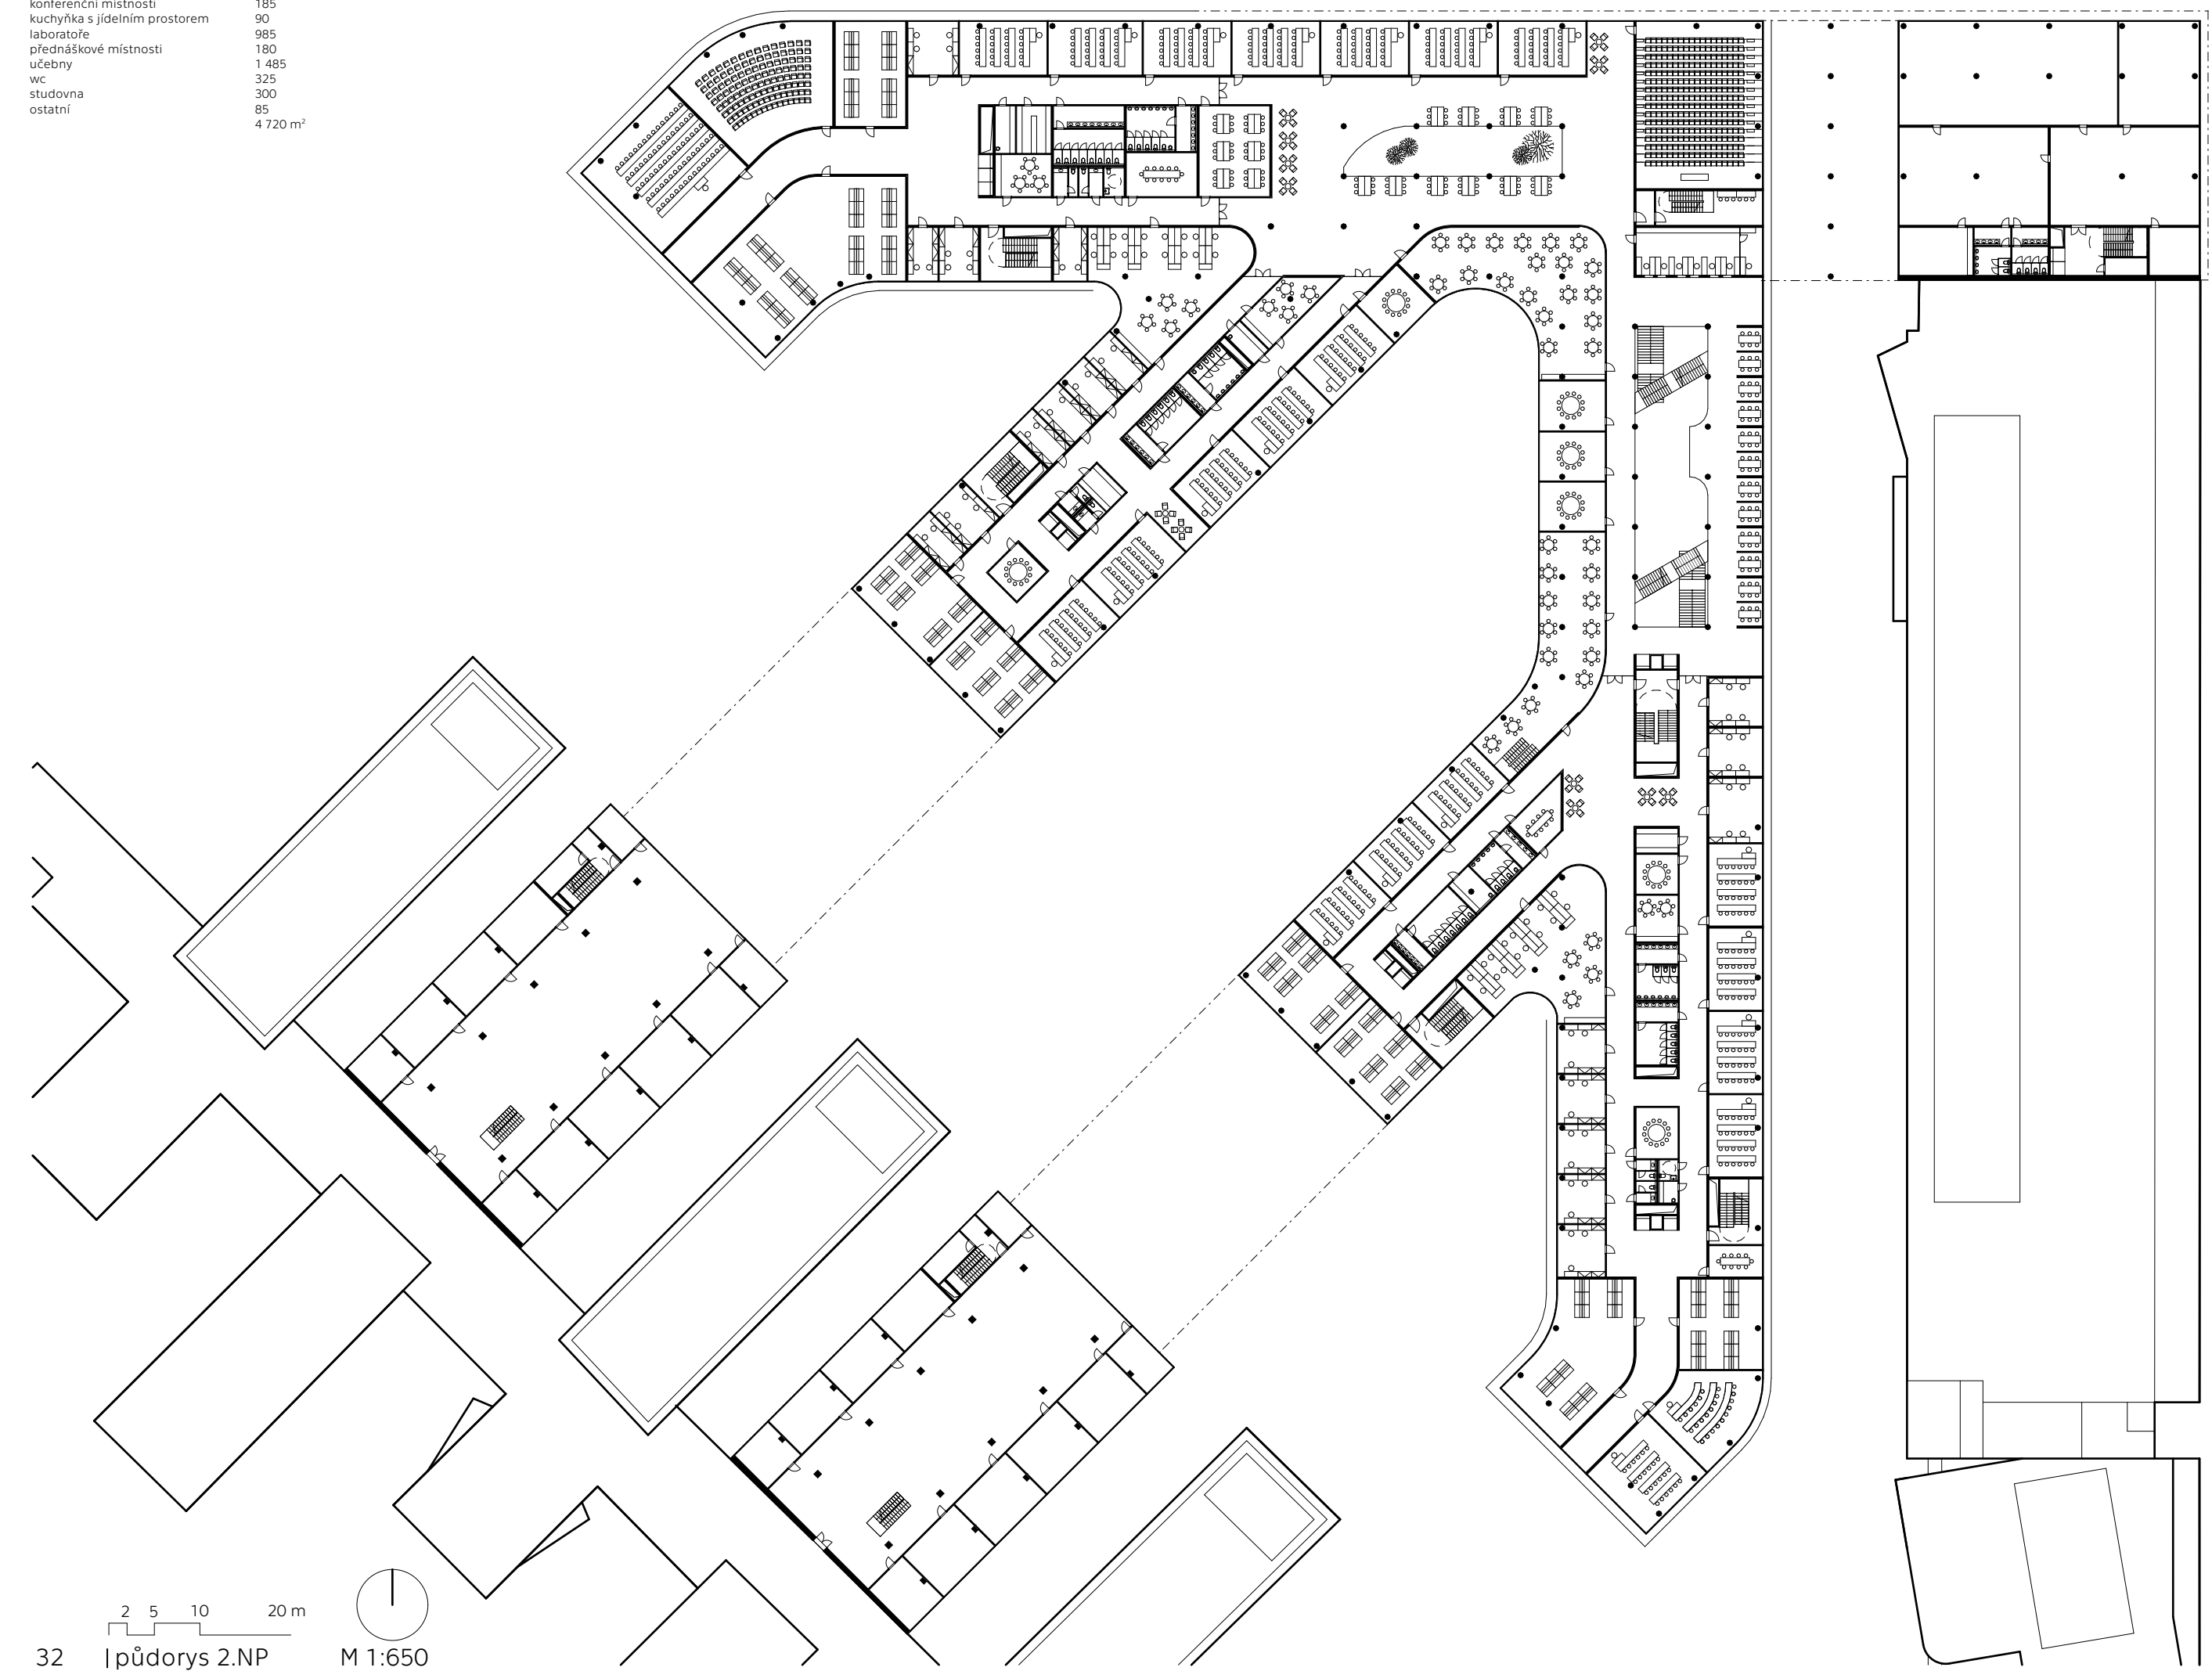 konferenční místnosti 185
kuchyňka s jídelním prostorem 90
laboratoře 985
přednáškové místnosti 180
učebny 1 485
wc 325
studovna 300
ostatní 85
4 720 m²
2 5 10 20 m
32 |půdorys 2.NP M 1:650